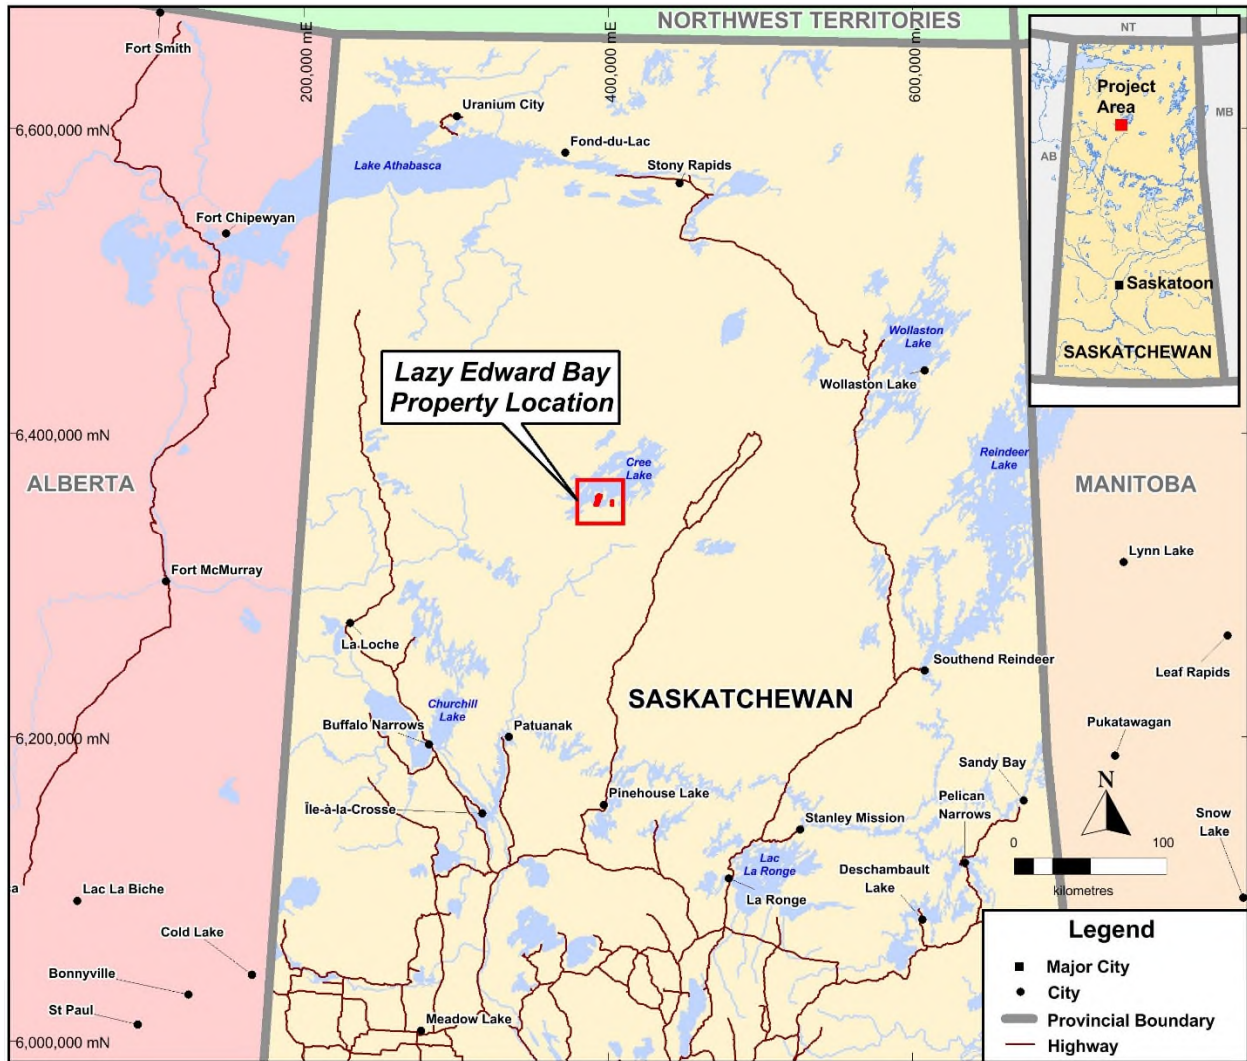 NORTHWEST TERRITORIES
200,000 mE
400,000 mE
600,000 m
Fort Smith
NT
Project
Area
MB
AB
Saskatoon
SASKATCHEWAN
6,600,000 mN
Uranium City
Fond-du-Lac
Lake Athabasca
Stony Rapids
Fort Chipewyan
Wollaston
Lake
Wollaston Lake
Lazy Edward Bay
Property Location
6,400,000 mN
Cree
Lake
Reindeer
Lake
ALBERTA
MANITOBA
Lynn Lake
Fort McMurray
La Loche
Southend Reindeer
Leaf Rapids
SASKATCHEWAN
Churchill
Lake
Buffalo Narrows
Patuanak
Pukatawagan
6,200,000 mN
Sandy Bay
Pelican
Narrows
N
Pinehouse Lake
Île-à-la-Crosse
Stanley Mission
Snow
Lake
0
100
kilometres
Lac
La Ronge
La Ronge
Deschambault
Lake
a
Lac La Biche
Cold Lake
Bonnyville
St Paul
Meadow Lake
6,000,000 mN
Legend
Major City
City
Provincial Boundary
Highway